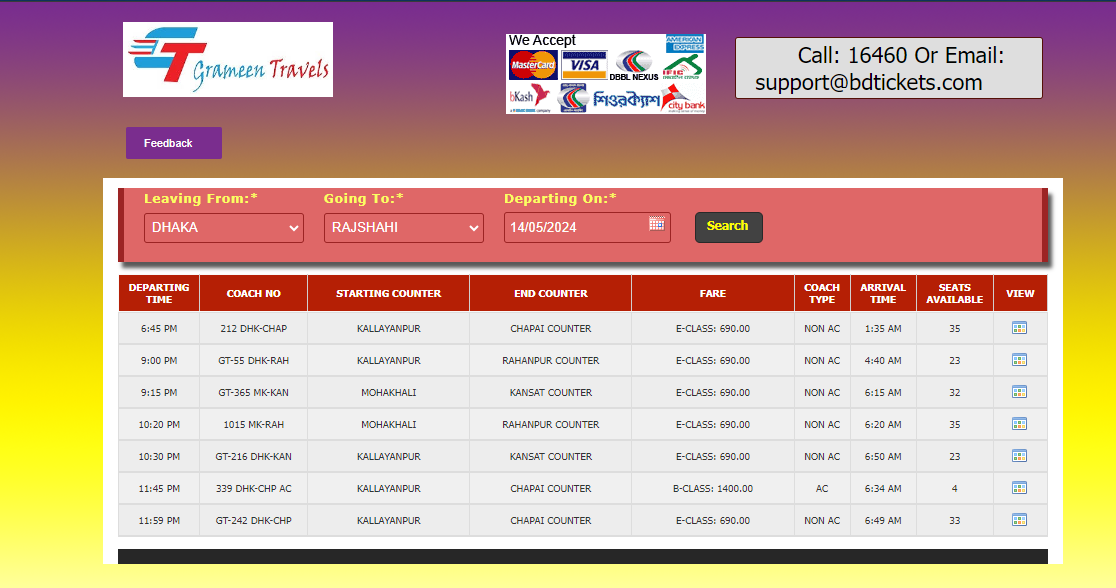 Grameen Travels
We Accept
AMERICAN EXPRESS
MasterCard
VISA
DBBL NEXUS
IFIC
bKash
শিওরক্যাশ
city bank
Call: 16460 Or Email:
support@bdtickets.com
Feedback
Leaving From:* Going To:* Departing On:*
DHAKA RAJSHAHI 14/05/2024 Search
DEPARTING TIME COACH NO STARTING COUNTER END COUNTER FARE COACH TYPE ARRIVAL TIME SEATS AVAILABLE VIEW
6:45 PM 212 DHK-CHAP KALLAYANPUR CHAPAI COUNTER E-CLASS: 690.00 NON AC 1:35 AM 35
9:00 PM GT-55 DHK-RAH KALLAYANPUR RAHANPUR COUNTER E-CLASS: 690.00 NON AC 4:40 AM 23
9:15 PM GT-365 MK-KAN MOHAKHALI KANSAT COUNTER E-CLASS: 690.00 NON AC 6:15 AM 32
10:20 PM 1015 MK-RAH MOHAKHALI RAHANPUR COUNTER E-CLASS: 690.00 NON AC 6:20 AM 35
10:30 PM GT-216 DHK-KAN KALLAYANPUR KANSAT COUNTER E-CLASS: 690.00 NON AC 6:50 AM 23
11:45 PM 339 DHK-CHP AC KALLAYANPUR CHAPAI COUNTER B-CLASS: 1400.00 AC 6:34 AM 4
11:59 PM GT-242 DHK-CHP KALLAYANPUR CHAPAI COUNTER E-CLASS: 690.00 NON AC 6:49 AM 33